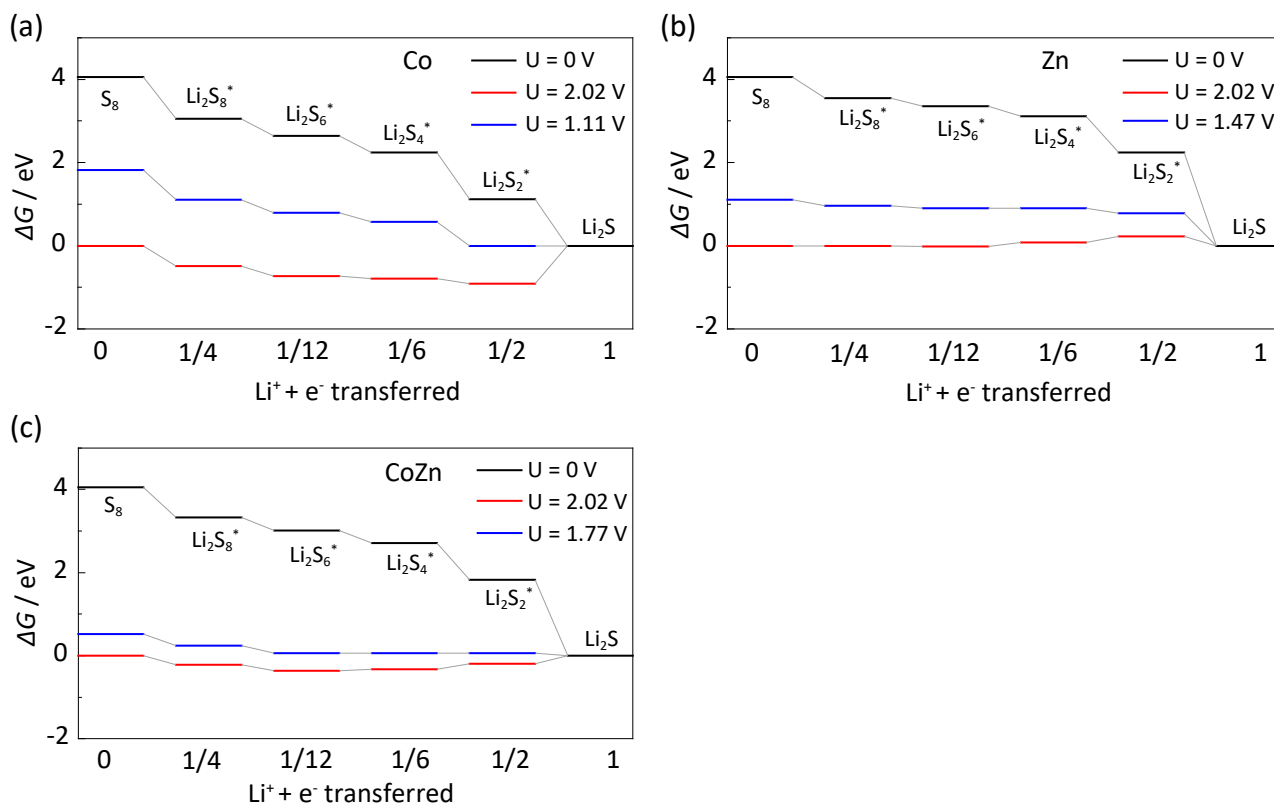 (a)
Co
U = 0 V
U = 2.02 V
U = 1.11 V
4
2
0
-2
ΔG / eV
S₈
Li₂S₈*
Li₂S₆*
Li₂S₄*
Li₂S₂*
Li₂S
0 1/4 1/12 1/6 1/2 1
Li⁺ + e⁻ transferred
(b)
Zn
U = 0 V
U = 2.02 V
U = 1.47 V
4
2
0
-2
ΔG / eV
S₈
Li₂S₈*
Li₂S₆*
Li₂S₄*
Li₂S₂*
Li₂S
0 1/4 1/12 1/6 1/2 1
Li⁺ + e⁻ transferred
(c)
CoZn
U = 0 V
U = 2.02 V
U = 1.77 V
4
2
0
-2
ΔG / eV
S₈
Li₂S₈*
Li₂S₆*
Li₂S₄*
Li₂S₂*
Li₂S
0 1/4 1/12 1/6 1/2 1
Li⁺ + e⁻ transferred